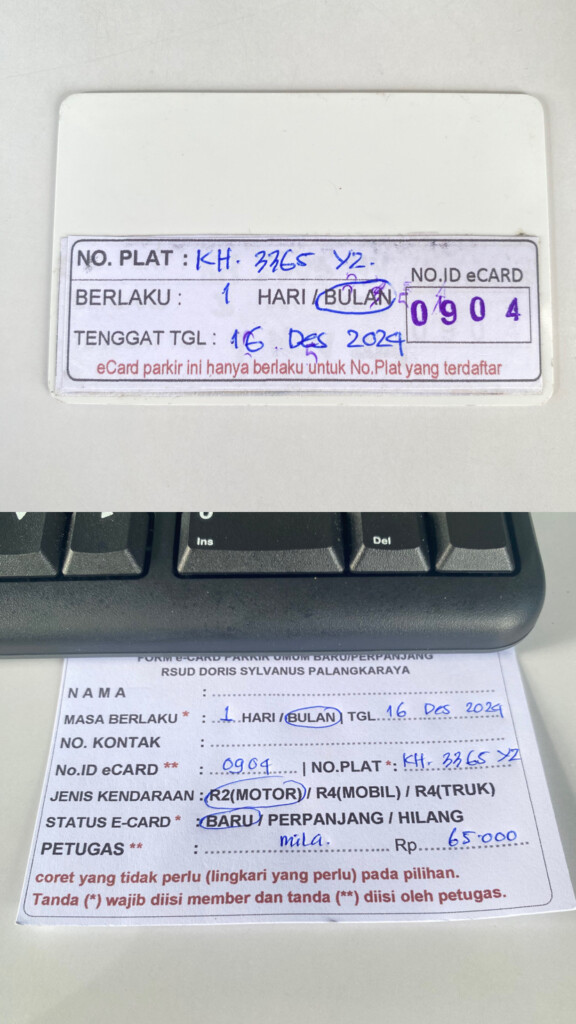 NO. PLAT : KH. 3365 YZ.
NO.ID eCARD
BERLAKU : 1 HARI / BULAN
0904
TENGGAT TGL : 16 Des 2024
eCard parkir ini hanya berlaku untuk No.Plat yang terdaftar
Ins Del
FORM e-CARD PARKIR UMUM BARU/PERPANJANG
RSUD DORIS SYLVANUS PALANGKARAYA
NAMA :
MASA BERLAKU * : 1 HARI / BULAN TGL 16 Des 2024
NO. KONTAK :
No.ID eCARD ** : 0904 | NO.PLAT * : KH. 3365 YZ
JENIS KENDARAAN : R2(MOTOR) / R4(MOBIL) / R4(TRUK)
STATUS E-CARD * : BARU / PERPANJANG / HILANG
PETUGAS ** : mila. Rp 65.000
coret yang tidak perlu (lingkari yang perlu) pada pilihan.
Tanda (*) wajib diisi member dan tanda (**) diisi oleh petugas.